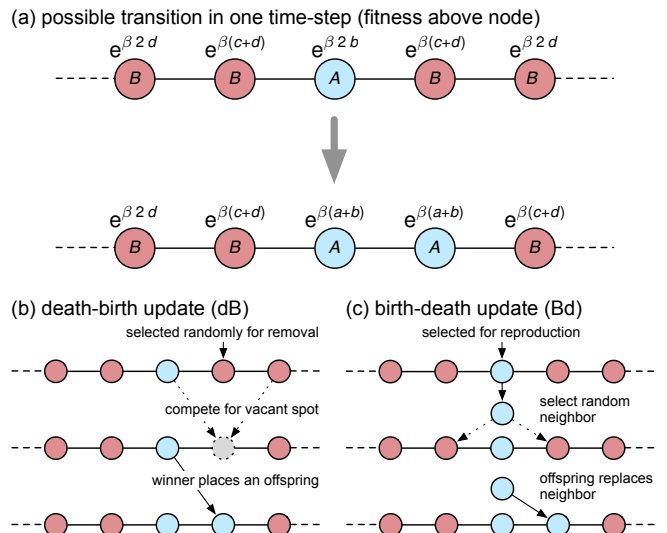 (a) possible transition in one time-step (fitness above node)
e^{β 2 d} e^{β(c+d)} e^{β 2 b} e^{β(c+d)} e^{β 2 d}
B B A B B
e^{β 2 d} e^{β(c+d)} e^{β(a+b)} e^{β(a+b)} e^{β(c+d)}
B B A A B
(b) death-birth update (dB)
selected randomly for removal
compete for vacant spot
winner places an offspring
(c) birth-death update (Bd)
selected for reproduction
select random
neighbor
offspring replaces
neighbor